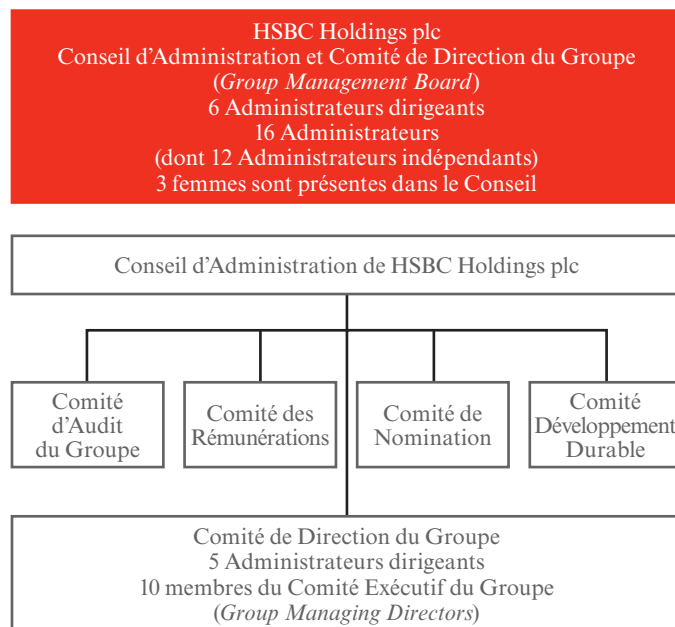 HSBC Holdings plc
Conseil d’Administration et Comité de Direction du Groupe
(Group Management Board)
6 Administrateurs dirigeants
16 Administrateurs
(dont 12 Administrateurs indépendants)
3 femmes sont présentes dans le Conseil
Conseil d’Administration de HSBC Holdings plc
Comité
d’Audit
du Groupe
Comité des
Rémunérations
Comité de
Nomination
Comité
Développement
Durable
Comité de Direction du Groupe
5 Administrateurs dirigeants
10 membres du Comité Exécutif du Groupe
(Group Managing Directors)